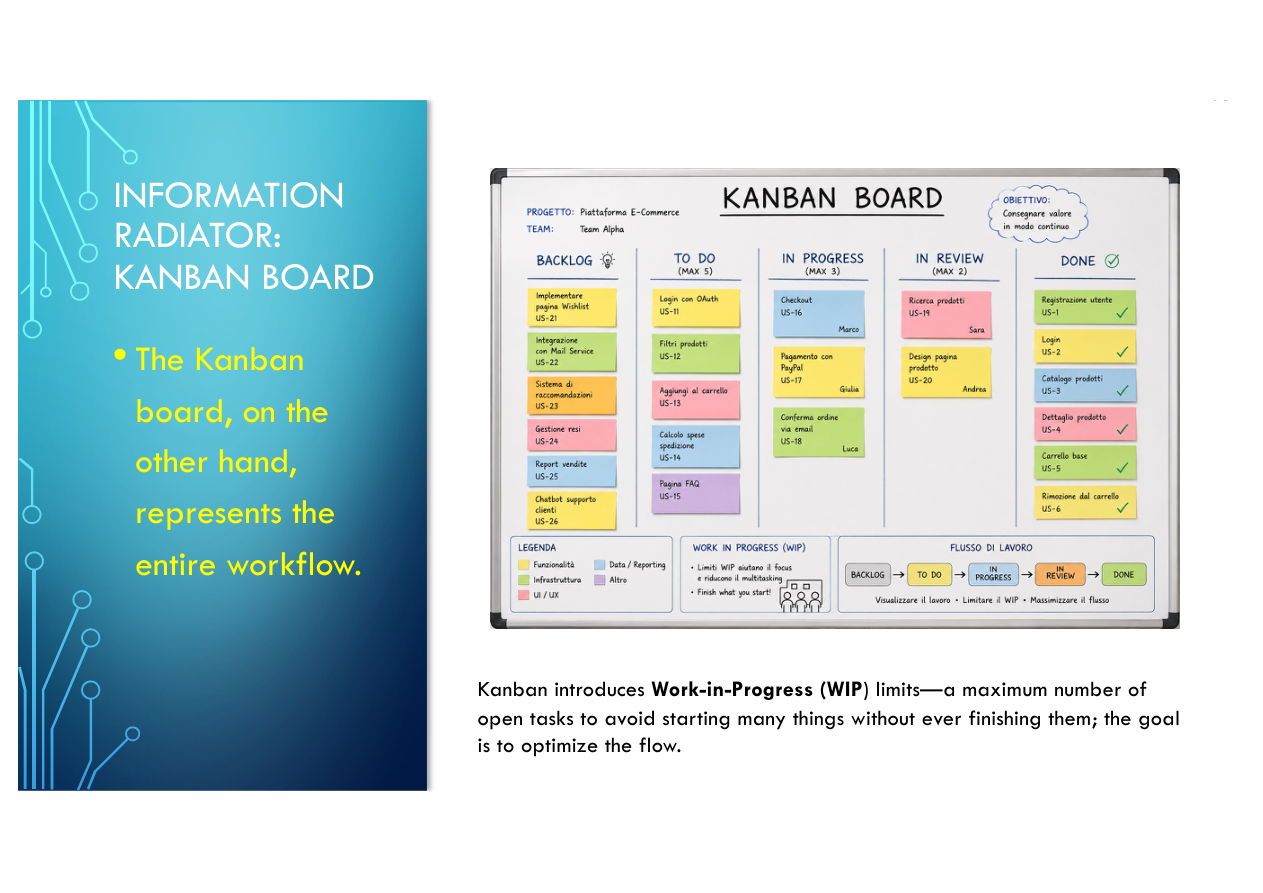 INFORMATION
RADIATOR:
KANBAN BOARD
• The Kanban
board, on the
other hand,
represents the
entire workflow.
KANBAN BOARD
PROGETTO: Piattaforma E-Commerce
TEAM: Team Alpha
OBIETTIVO:
Consegnare valore
in modo continuo
BACKLOG
Implementare
pagina Wishlist
US-21
Integrazione
con Mail Service
US-22
Sistema di
raccomandazioni
US-23
Gestione resi
US-24
Report vendite
US-25
Chatbot supporto
clienti
US-26
TO DO
(MAX 5)
Login con OAuth
US-11
Filtri prodotti
US-12
Aggiungi al carrello
US-13
Calcolo spese
spedizione
US-14
Pagina FAQ
US-15
IN PROGRESS
(MAX 3)
Checkout
US-16
Marco
Pagamento con
PayPal
US-17
Giulia
Conferma ordine
via email
US-18
Luca
IN REVIEW
(MAX 2)
Ricerca prodotti
US-19
Sara
Design pagina
prodotto
US-20
Andrea
DONE
Registrazione utente
US-1
Login
US-2
Catalogo prodotti
US-3
Dettaglio prodotto
US-4
Carrello base
US-5
Rimozione dal carrello
US-6
LEGENDA
Funzionalità
Infrastruttura
UI / UX
Data / Reporting
Altro
WORK IN PROGRESS (WIP)
• Limiti WIP aiutano il focus
e riducono il multitasking
• Finish what you start!
FLUSSO DI LAVORO
BACKLOG → TO DO → IN PROGRESS → IN REVIEW → DONE
Visualizzare il lavoro • Limitare il WIP • Massimizzare il flusso
Kanban introduces Work-in-Progress (WIP) limits—a maximum number of
open tasks to avoid starting many things without ever finishing them; the goal
is to optimize the flow.